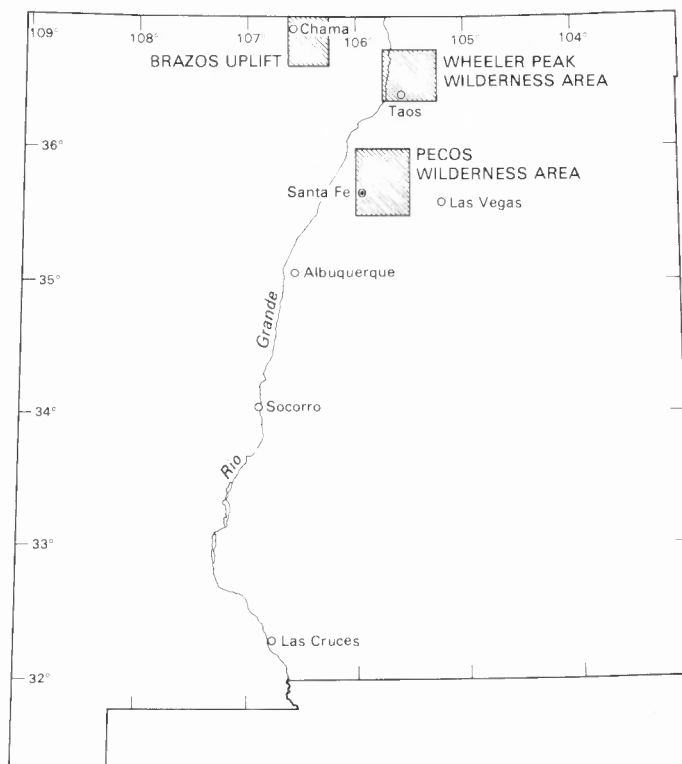 109°
108°
107°
106°
105°
104°
Chama
BRAZOS UPLIFT
WHEELER PEAK
WILDERNESS AREA
Taos
36°
PECOS
WILDERNESS AREA
Santa Fe
Las Vegas
35°
Albuquerque
Grande
34°
Socorro
Rio
33°
Las Cruces
32°